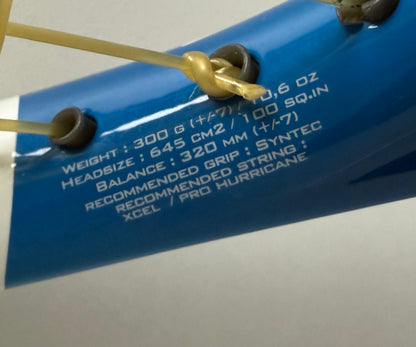 WEIGHT : 300 G (+/-7) / 10,6 OZ
HEADSIZE : 645 CM2 / 100 SQ.IN
BALANCE : 320 MM (+/-7)
RECOMMENDED GRIP : SYNTEC
RECOMMENDED STRING :
XCEL / PRO HURRICANE